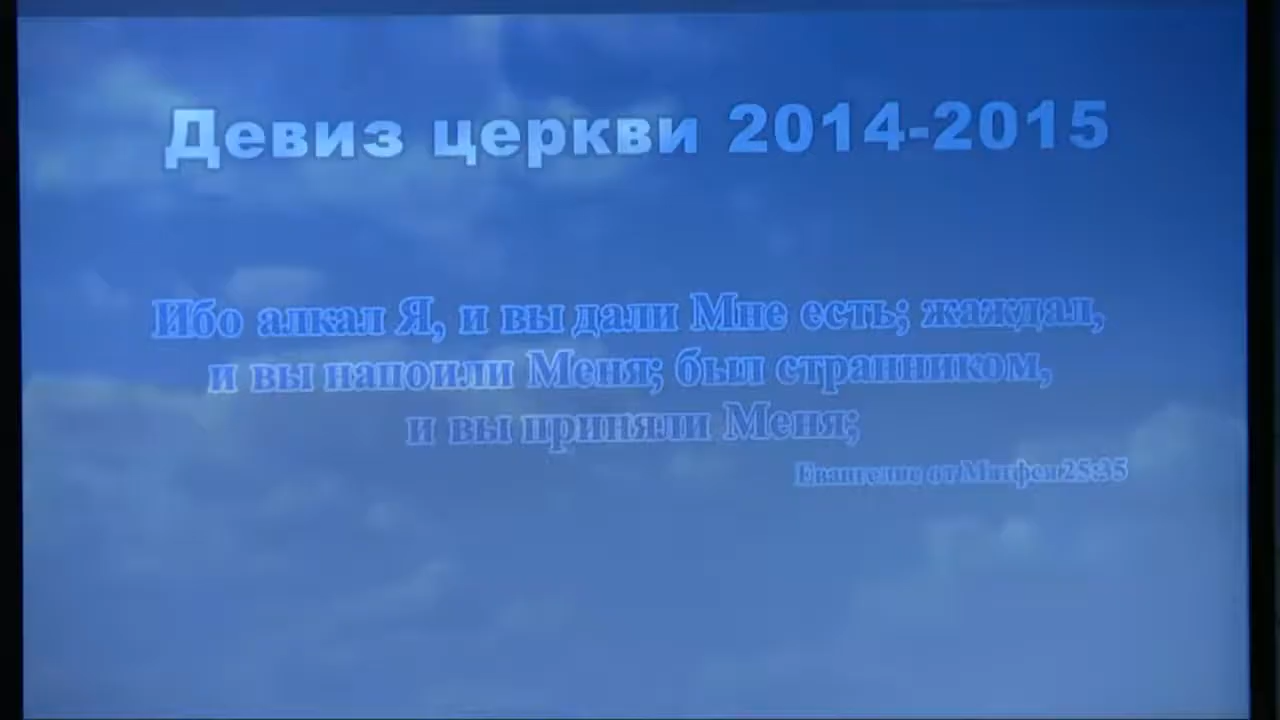 Девиз церкви 2014-2015
Ибо алкал Я, и вы дали Мне есть; жаждал,
и вы напоили Меня; был странником,
и вы приняли Меня;
Евангелие от Матфея 25:35